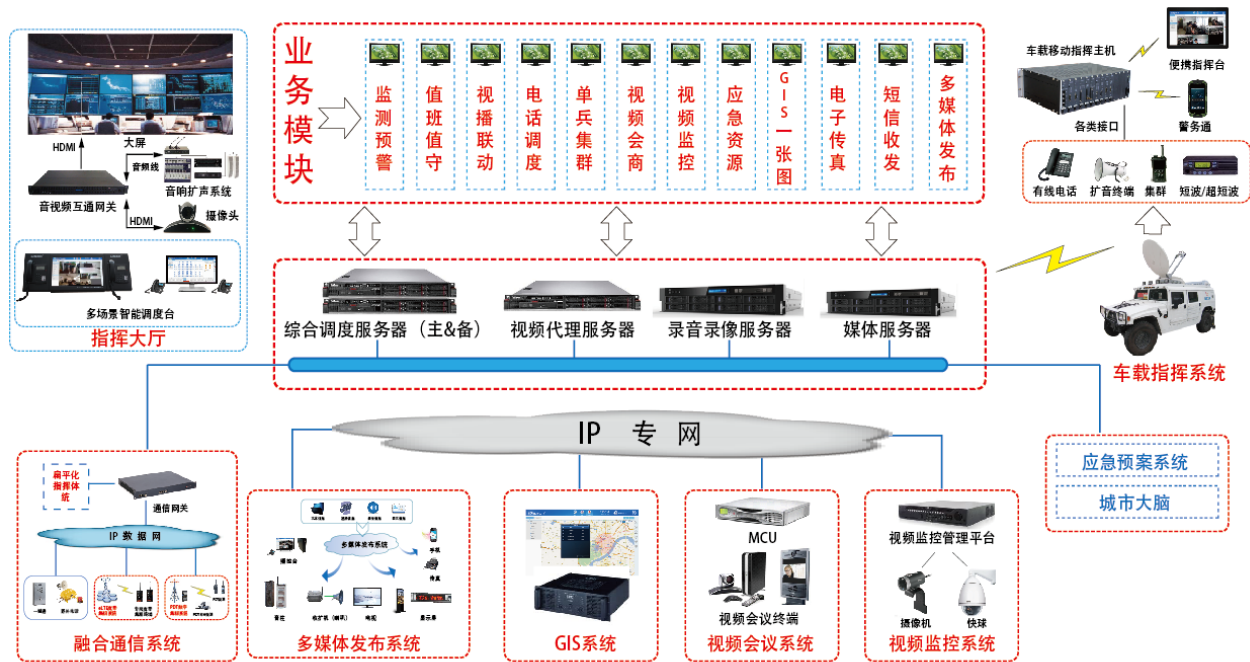 HDMI
大屏
音频线
音响扩声系统
音视频互通网关
HDMI
摄像头
多场景智能调度台
指挥大厅
业务模块
监测预警
值班值守
视播联动
电话调度
单兵集群
视频会商
视频监控
应急资源
GIS一张图
电子传真
短信收发
多媒体发布
车载移动指挥主机
便携指挥台
各类接口
警务通
有线电话
扩音终端
集群
短波/超短波
车载指挥系统
综合调度服务器（主&备）
视频代理服务器
录音录像服务器
媒体服务器
IP 专 网
应急预案系统
城市大脑
扁平化
指挥体
统
通信网关
IP 数 据 网
融合通信系统
多媒体发布系统
手机
传真
音柱
电视
显示屏
多媒体发布系统
GIS系统
MCU
视频会议终端
视频会议系统
视频监控管理平台
摄像机
快球
视频监控系统